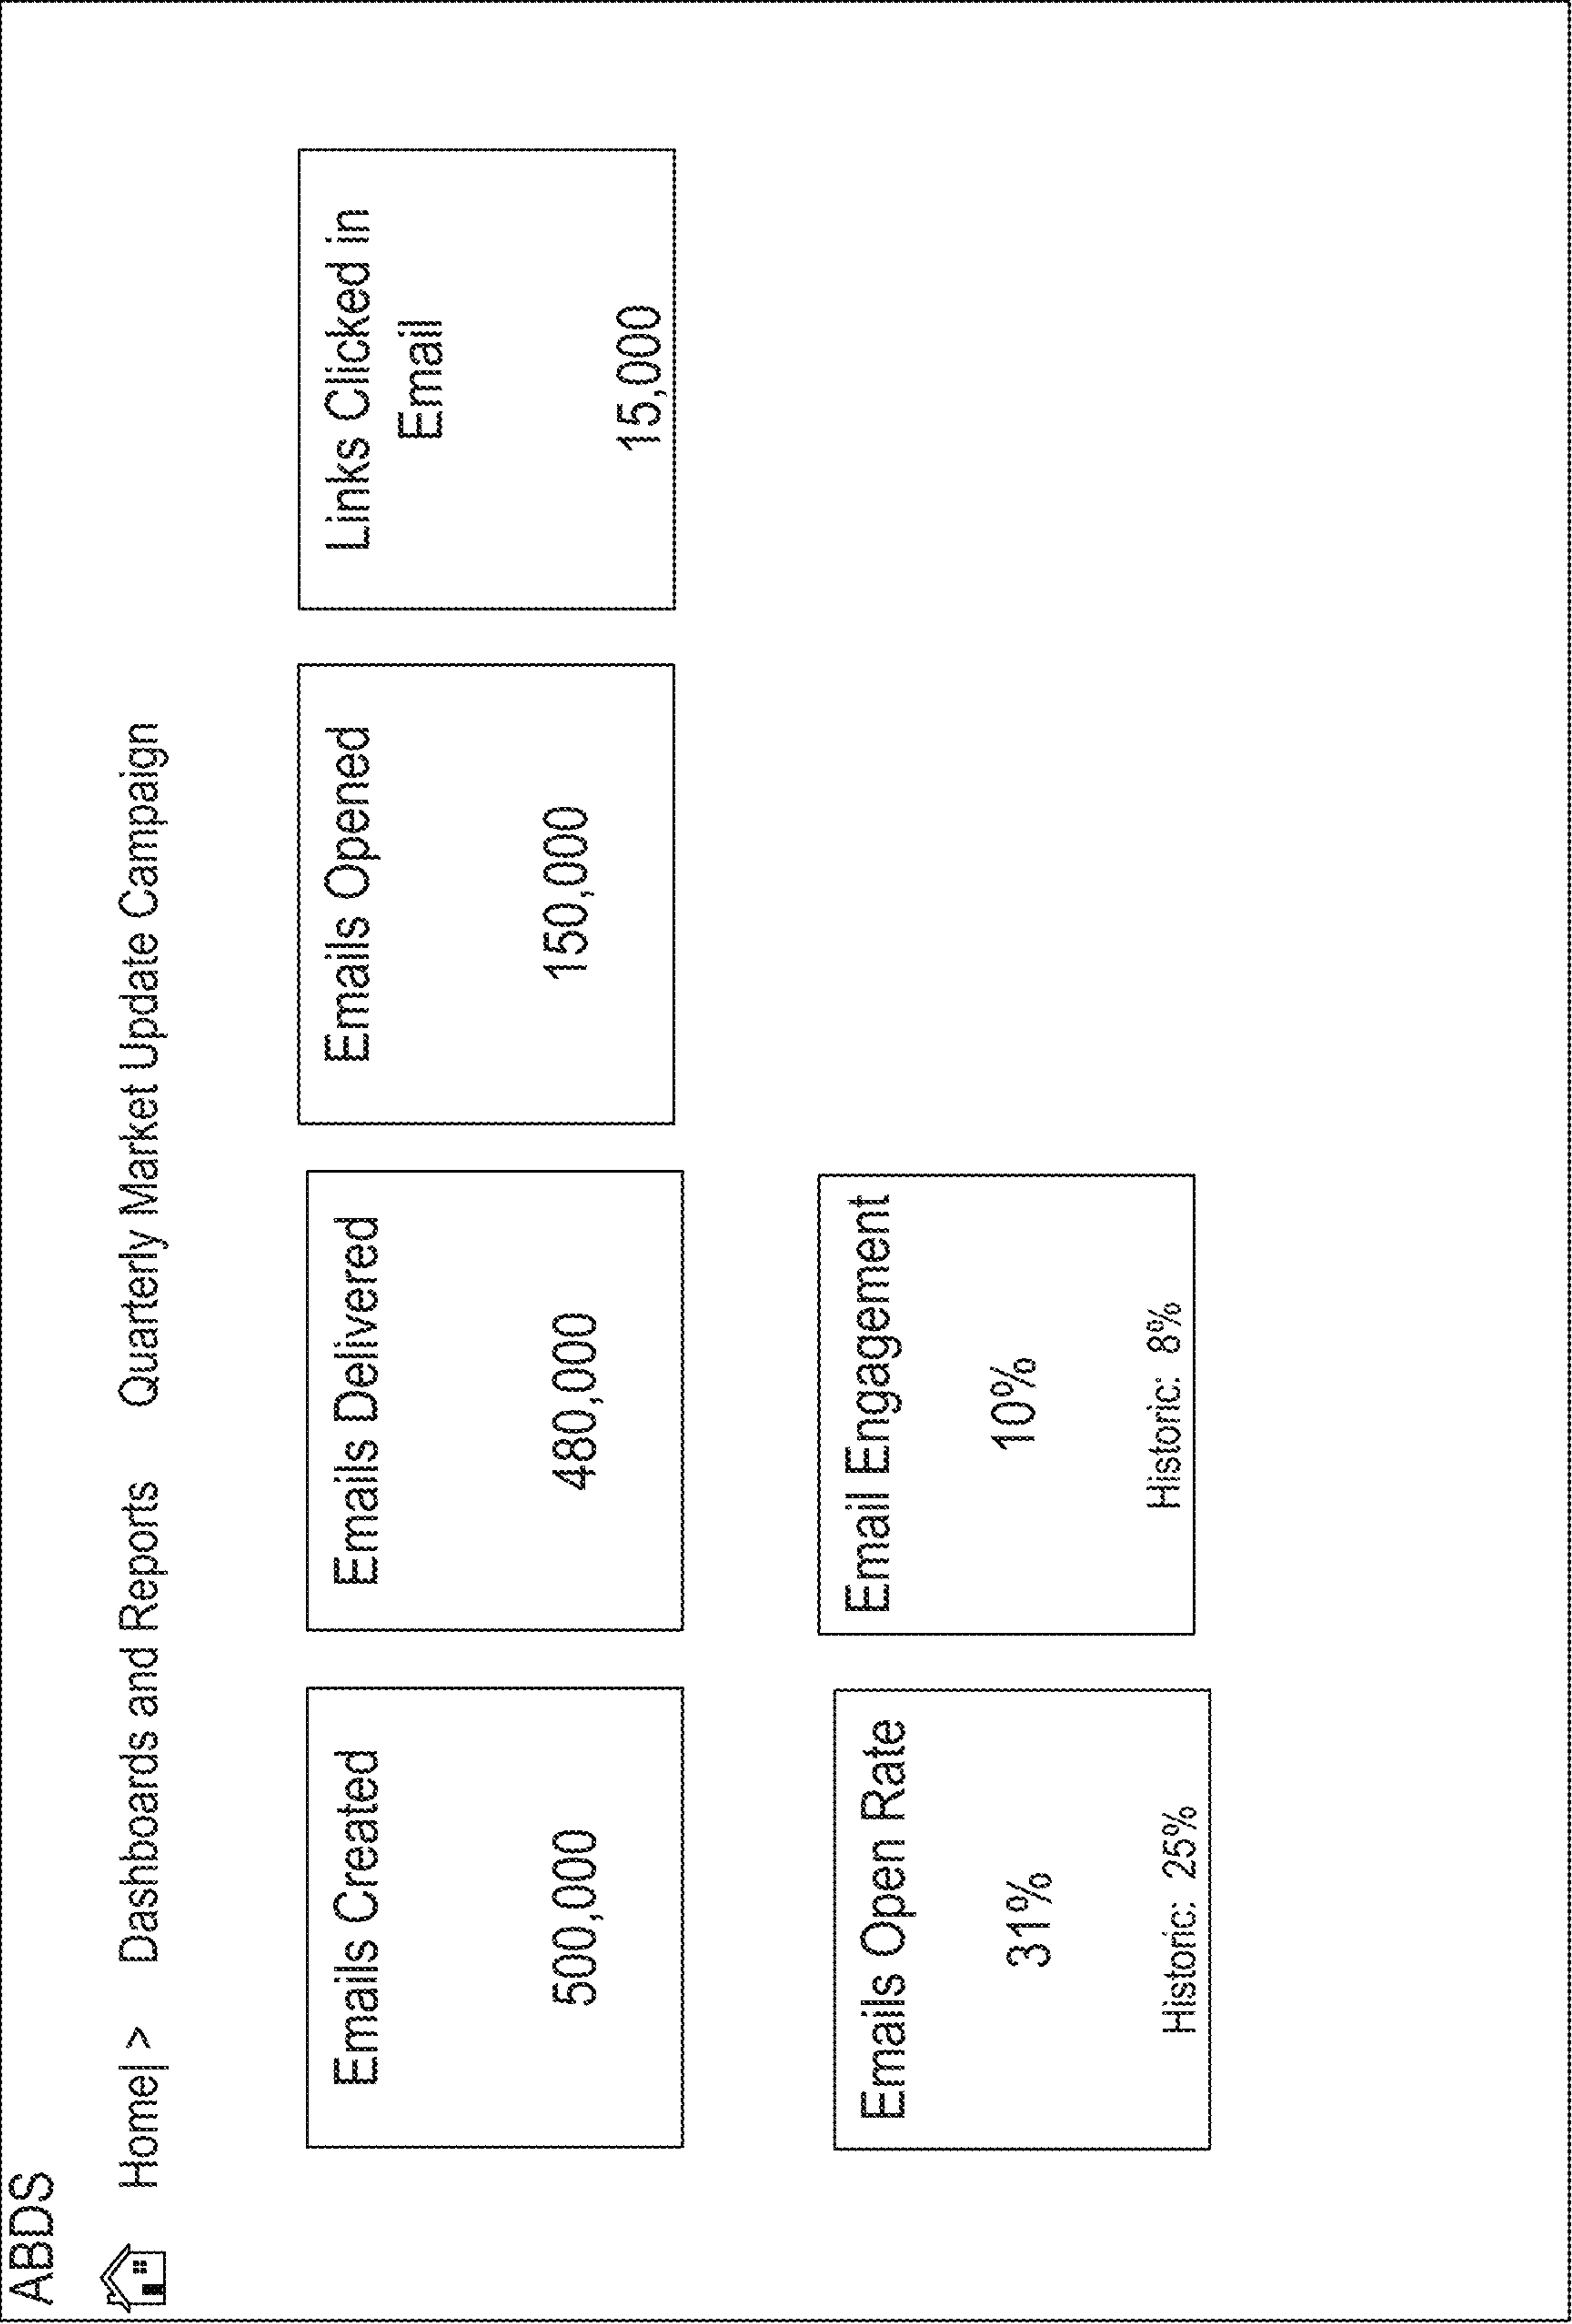 ABDS
Home| > Dashboards and Reports Quarterly Market Update Campaign
Emails Created
500,000
Emails Delivered
480,000
Emails Opened
150,000
Links Clicked in
Email
15,000
Emails Open Rate
31%
Historic: 25%
Email Engagement
10%
Historic: 8%